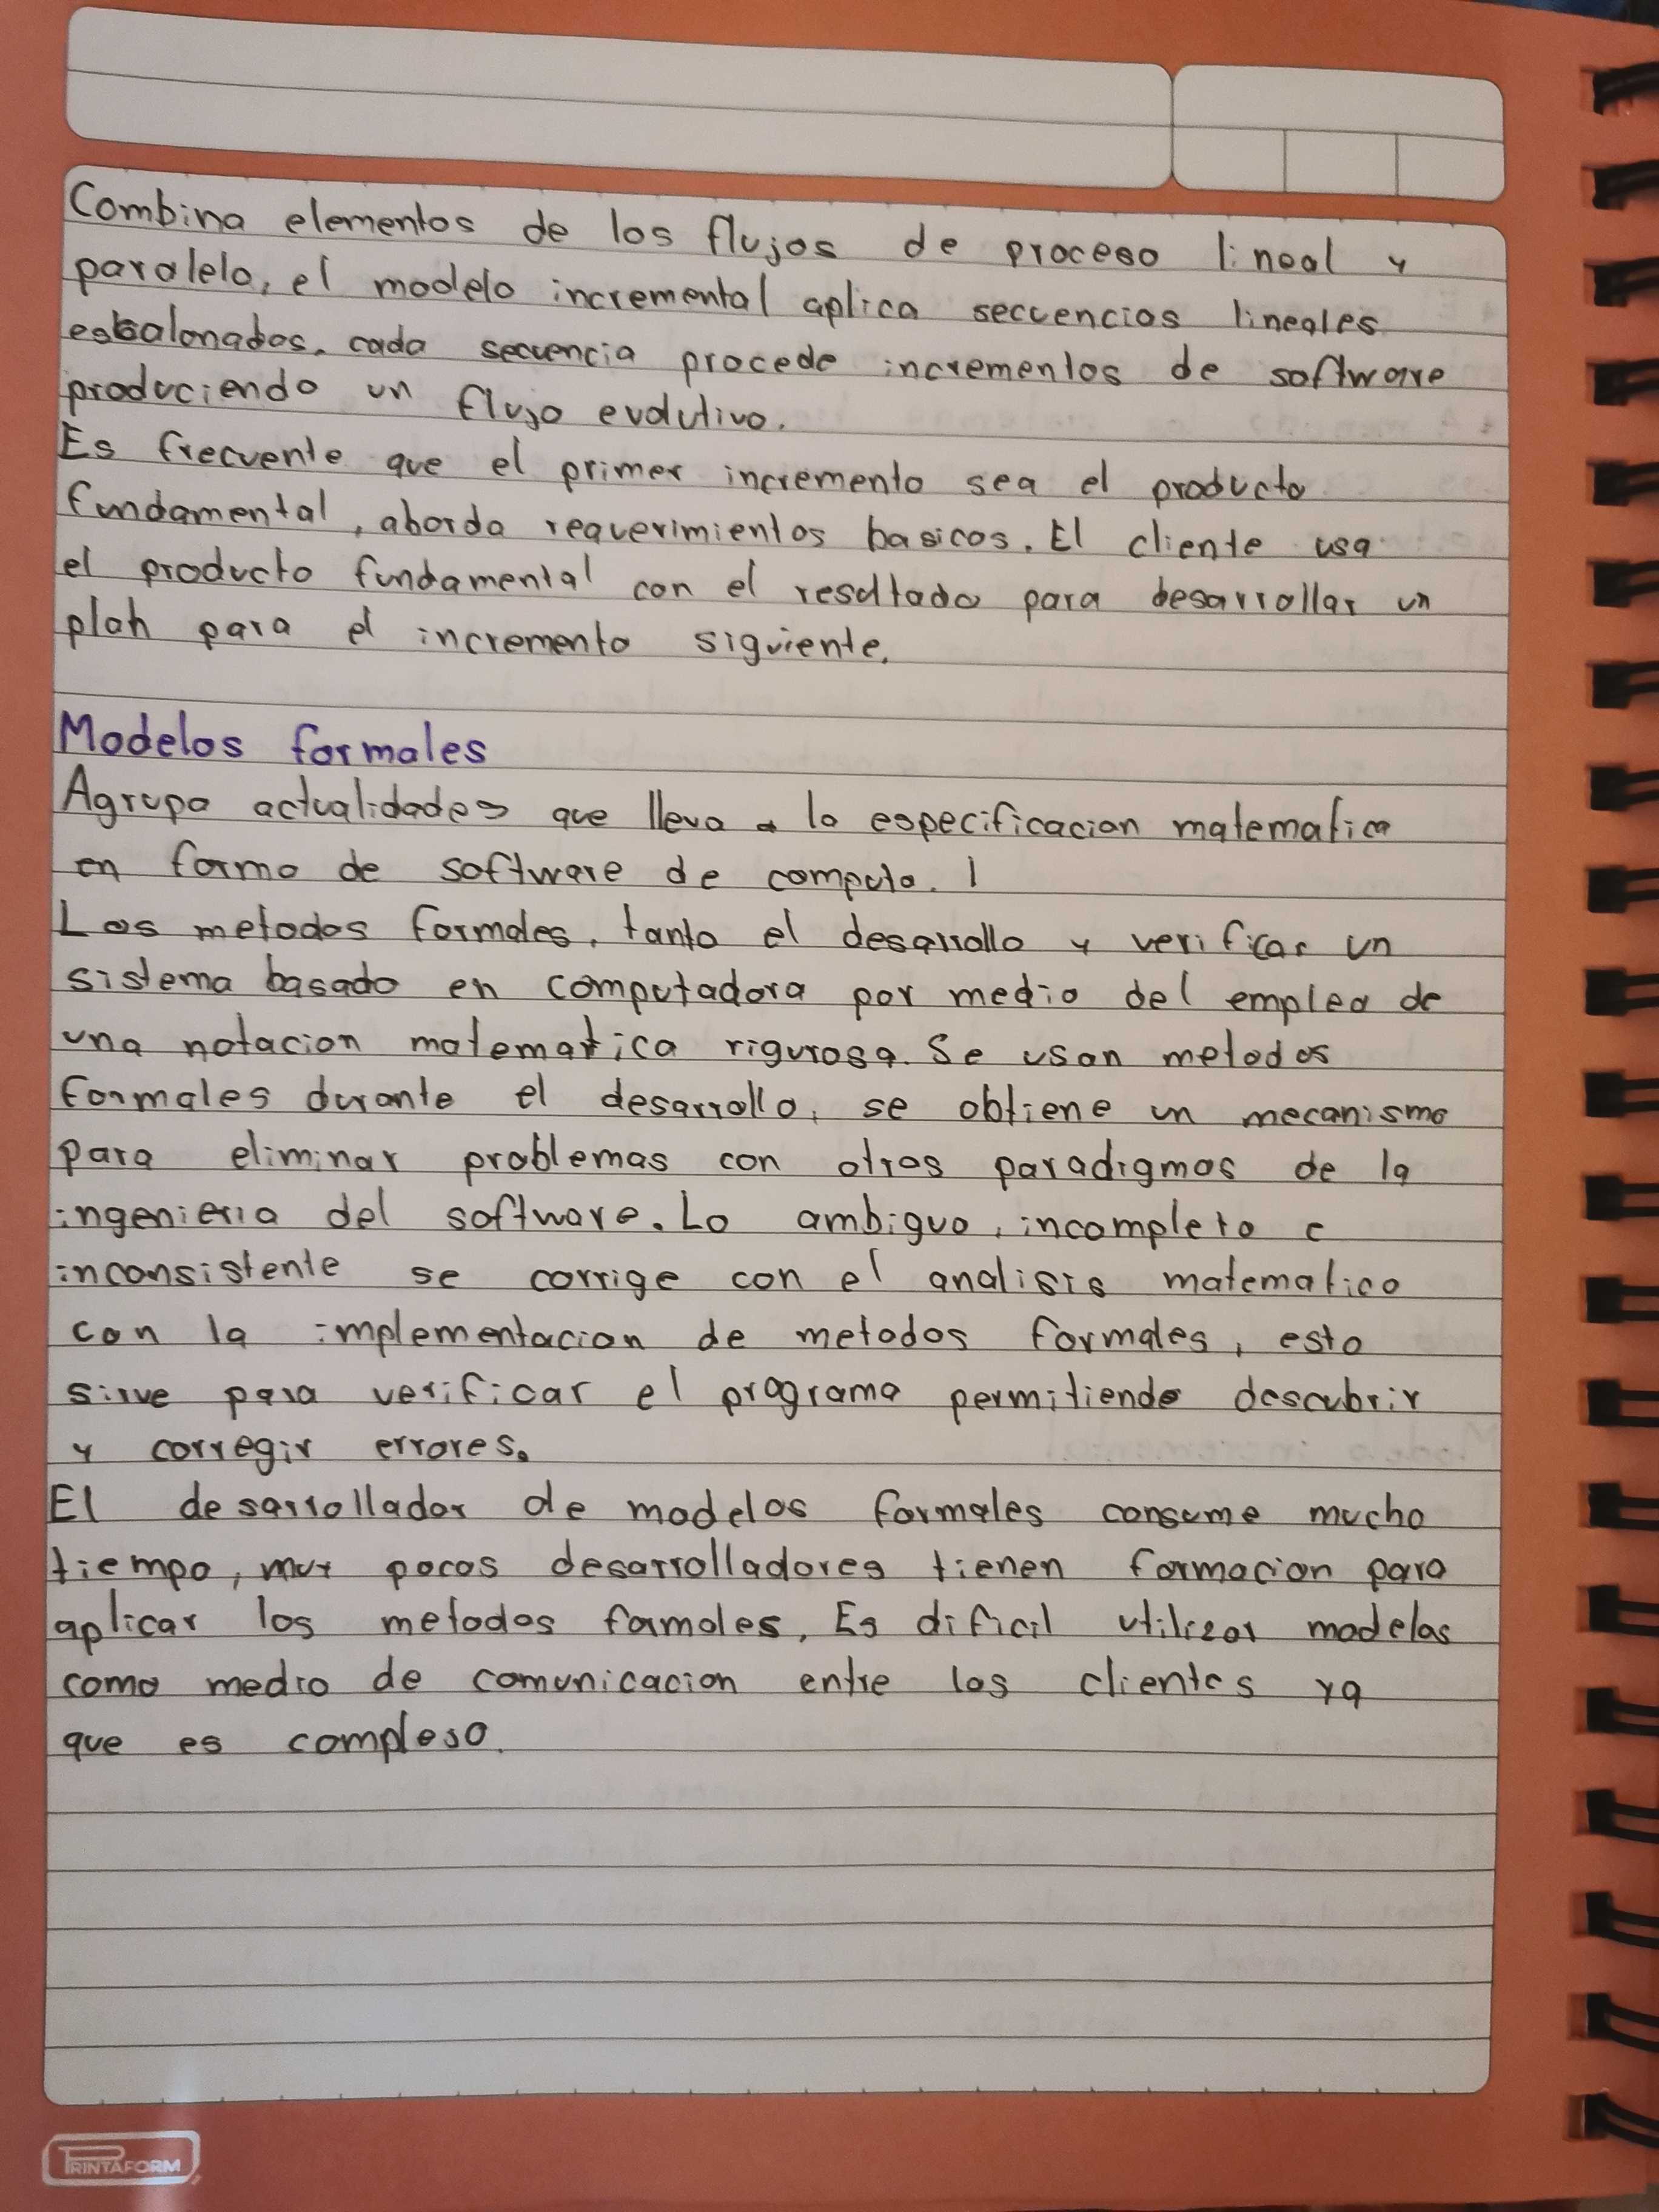 Combina elementos de los flujos de proceso lineal y
paralelo, el modelo incremental aplica secuencias lineales
escalonados. cada secuencia procede incrementos de software
produciendo un flujo evolutivo.
Es frecuente que el primer incremento sea el producto
fundamental, aborda requerimientos basicos. El cliente usa
el producto fundamental con el resultado para desarrollar un
plan para el incremento siguiente.
Modelos formales
Agrupa actualidades que lleva a la especificacion matematica
en forma de software de computo.
Los metodos formales, tanto el desarrollo y verificar un
sistema basado en computadora por medio del empleo de
una notacion matematica rigurosa. Se usan metodos
formales durante el desarrollo, se obtiene un mecanismo
para eliminar problemas con otros paradigmas de la
ingenieria del software. Lo ambiguo, incompleto e
inconsistente se corrige con el analisis matematico
con la implementacion de metodos formales, esto
sirve para verificar el programa permitiendo descubrir
y corregir errores.
El desarrollador de modelos formales consume mucho
tiempo, muy pocos desarrolladores tienen formacion para
aplicar los metodos formales, Es dificil utilizar modelos
como medio de comunicacion entre los clientes ya
que es complejo.
PRINTAFORM